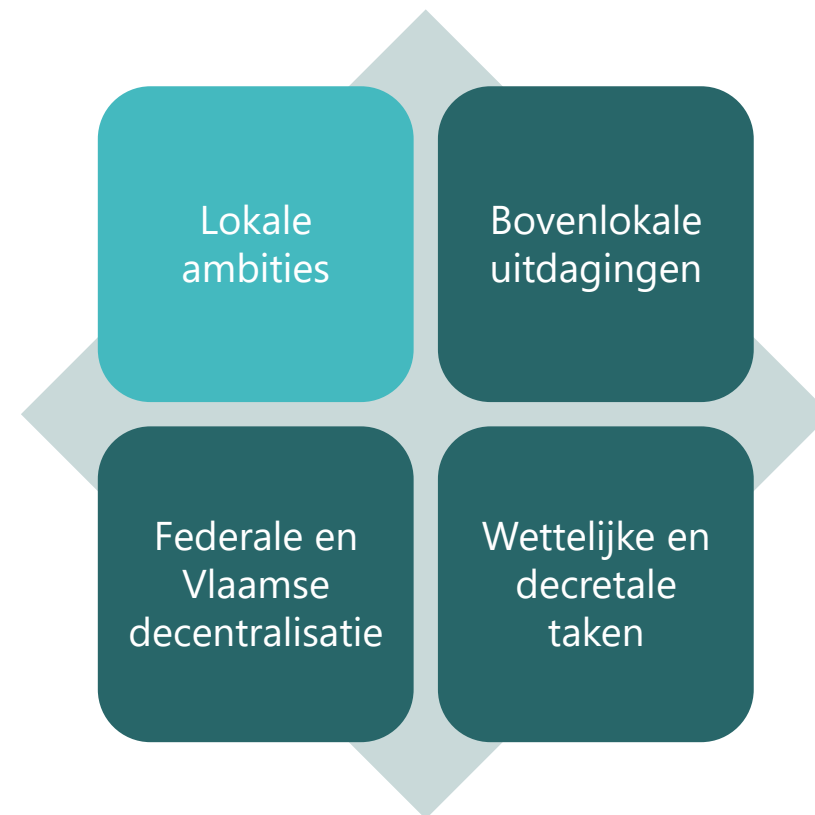 Lokale
ambities
Bovenlokale
uitdagingen
Federale en
Vlaamse
decentralisatie
Wettelijke en
decretale
taken